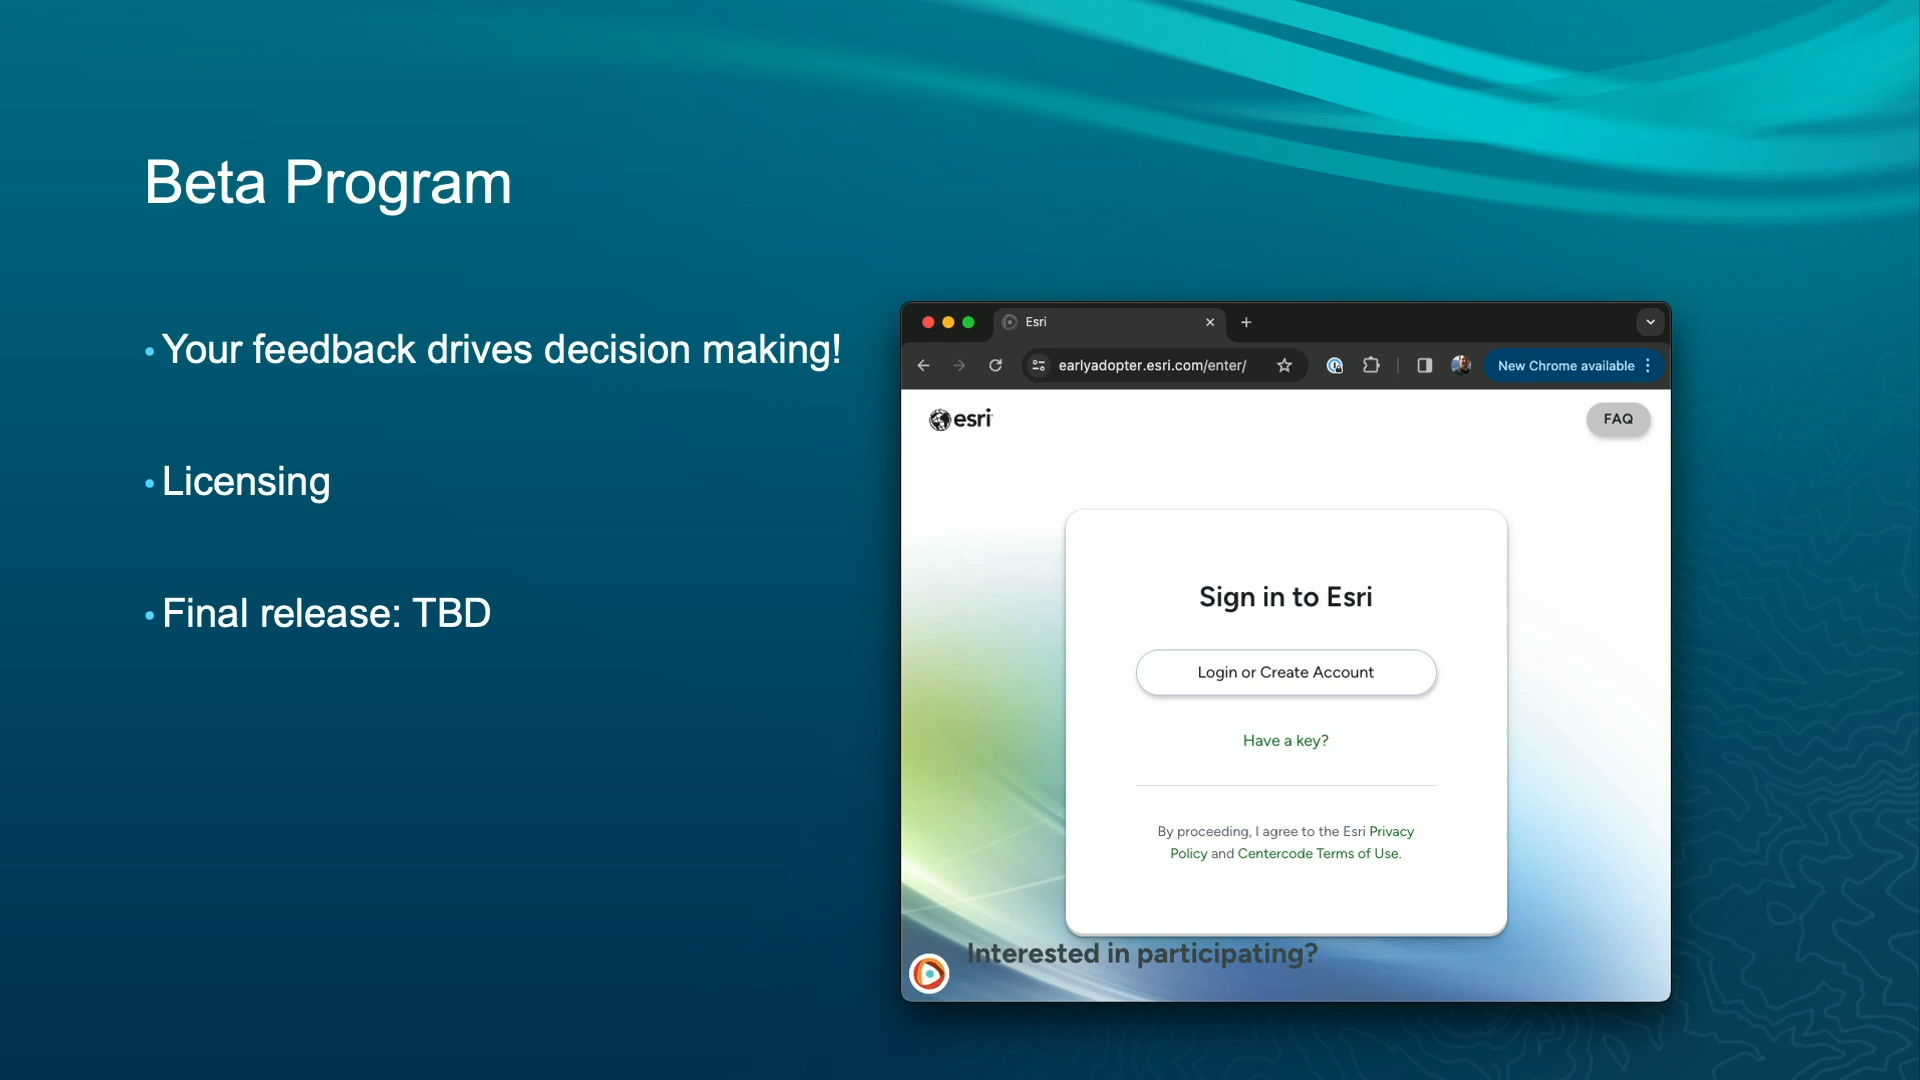 Beta Program
• Your feedback drives decision making!
• Licensing
• Final release: TBD
Esri
earlyadopter.esri.com/enter/
New Chrome available
esri
FAQ
Sign in to Esri
Login or Create Account
Have a key?
By proceeding, I agree to the Esri Privacy
Policy and Centercode Terms of Use.
Interested in participating?